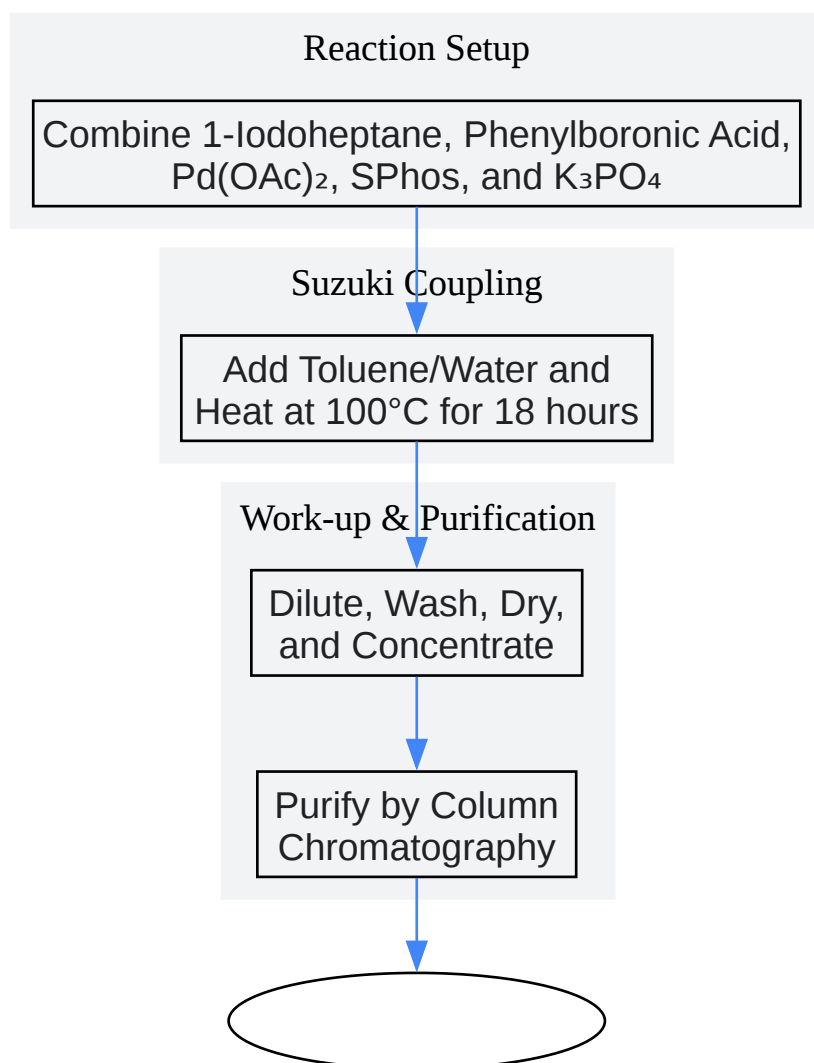 Reaction Setup
Combine 1-Iodoheptane, Phenylboronic Acid,
Pd(OAc)₂, SPhos, and K₃PO₄
Suzuki Coupling
Add Toluene/Water and
Heat at 100°C for 18 hours
Work-up & Purification
Dilute, Wash, Dry,
and Concentrate
Purify by Column
Chromatography